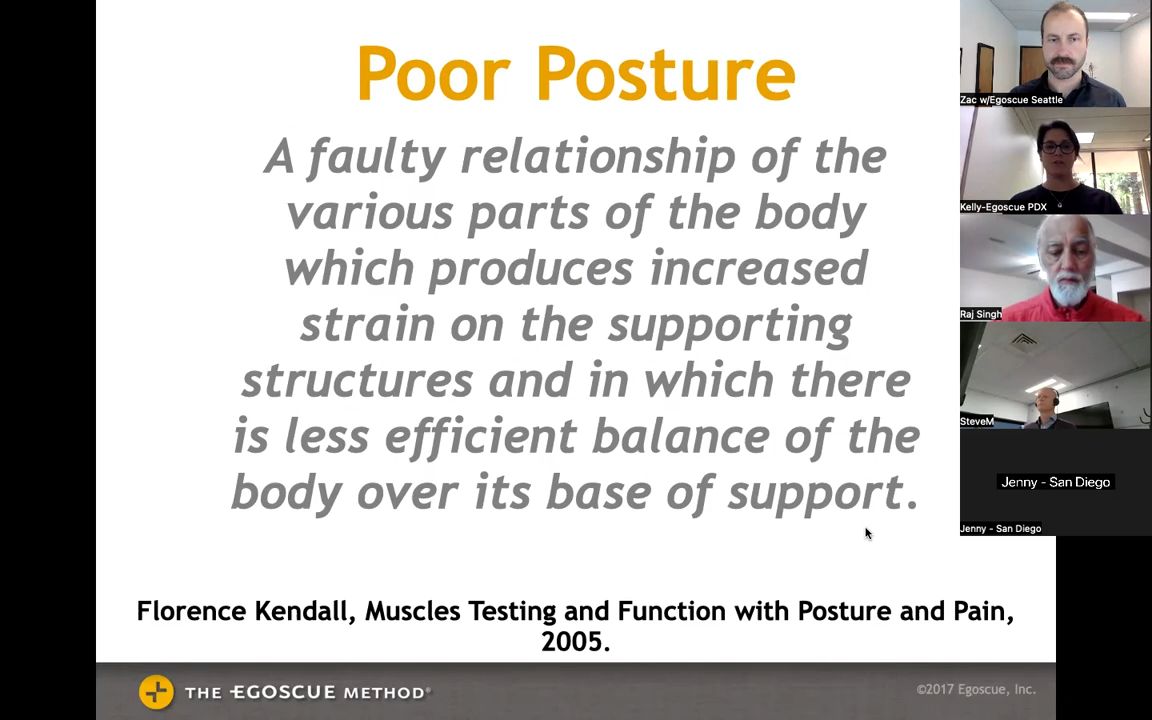 Poor Posture
A faulty relationship of the
various parts of the body
which produces increased
strain on the supporting
structures and in which there
is less efficient balance of the
body over its base of support.
Florence Kendall, Muscles Testing and Function with Posture and Pain,
2005.
THE EGOSCUE METHOD®
©2017 Egoscue, Inc.
Zac w/Egoscue Seattle
Kelly-Egoscue PDX
Raj Singh
SteveM
Jenny - San Diego
Jenny - San Diego